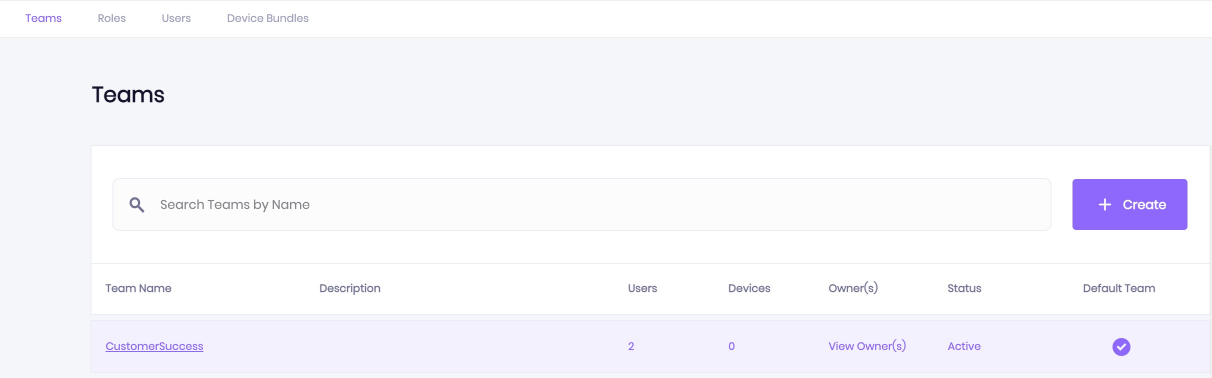 Teams Roles Users Device Bundles
Teams
Search Teams by Name
+ Create
Team Name Description Users Devices Owner(s) Status Default Team
CustomerSuccess 2 0 View Owner(s) Active